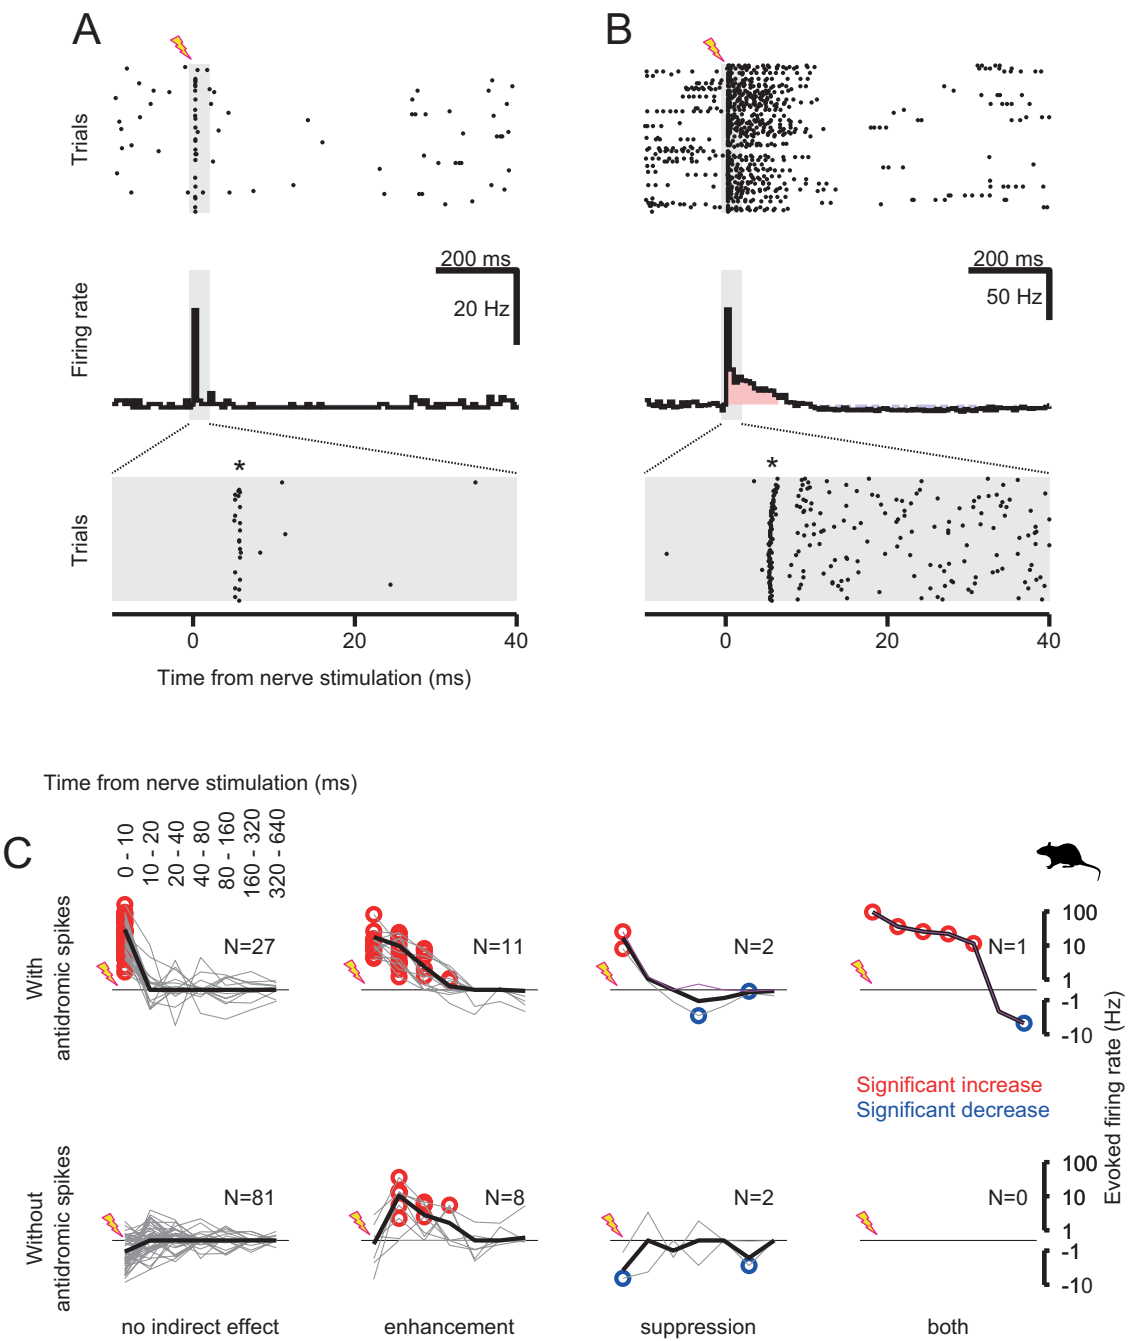 A
B
Trials
200 ms
200 ms
Firing rate
20 Hz
50 Hz
*
*
Trials
0
20
40
0
20
40
Time from nerve stimulation (ms)
Time from nerve stimulation (ms)
C
0 - 10
10 - 20
20 - 40
40 - 80
80 - 160
160 - 320
320 - 640
With
antidromic spikes
N=27
N=11
N=2
N=1
100
10
1
-1
-10
Significant increase
Significant decrease
Evoked firing rate (Hz)
Without
antidromic spikes
N=81
N=8
N=2
N=0
100
10
1
-1
-10
no indirect effect
enhancement
suppression
both